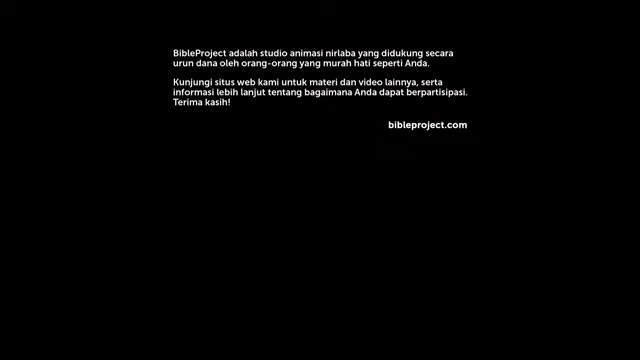 BibleProject adalah studio animasi nirlaba yang didukung secara
urun dana oleh orang-orang yang murah hati seperti Anda.
Kunjungi situs web kami untuk materi dan video lainnya, serta
informasi lebih lanjut tentang bagaimana Anda dapat berpartisipasi.
Terima kasih!
bibleproject.com